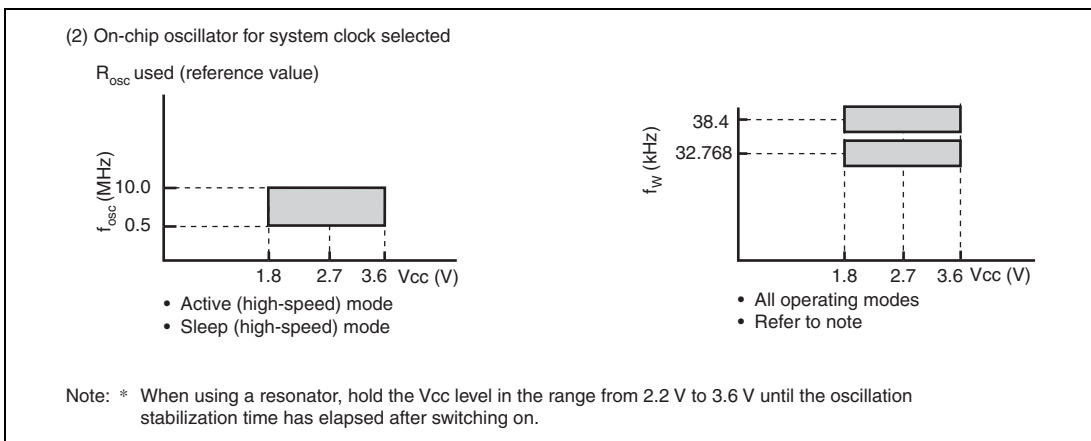 (2) On-chip oscillator for system clock selected
Rosc used (reference value)
fosc (MHz)
10.0
0.5
1.8 2.7 3.6 Vcc (V)
• Active (high-speed) mode
• Sleep (high-speed) mode
fW (kHz)
38.4
32.768
1.8 2.7 3.6 Vcc (V)
• All operating modes
• Refer to note
Note: * When using a resonator, hold the Vcc level in the range from 2.2 V to 3.6 V until the oscillation
stabilization time has elapsed after switching on.